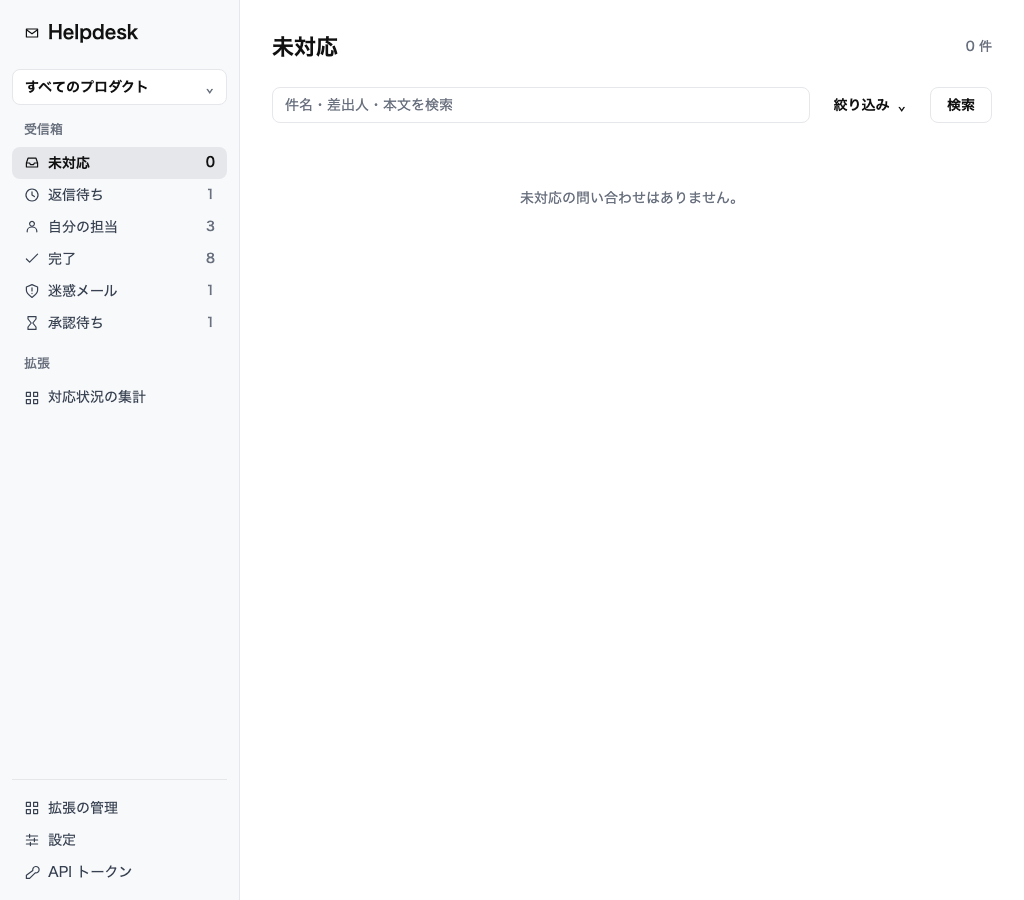 Helpdesk
すべてのプロダクト
受信箱
未対応 0
返信待ち 1
自分の担当 3
完了 8
迷惑メール 1
承認待ち 1
拡張
対応状況の集計
拡張の管理
設定
API トークン
未対応
0 件
件名・差出人・本文を検索
絞り込み
検索
未対応の問い合わせはありません。